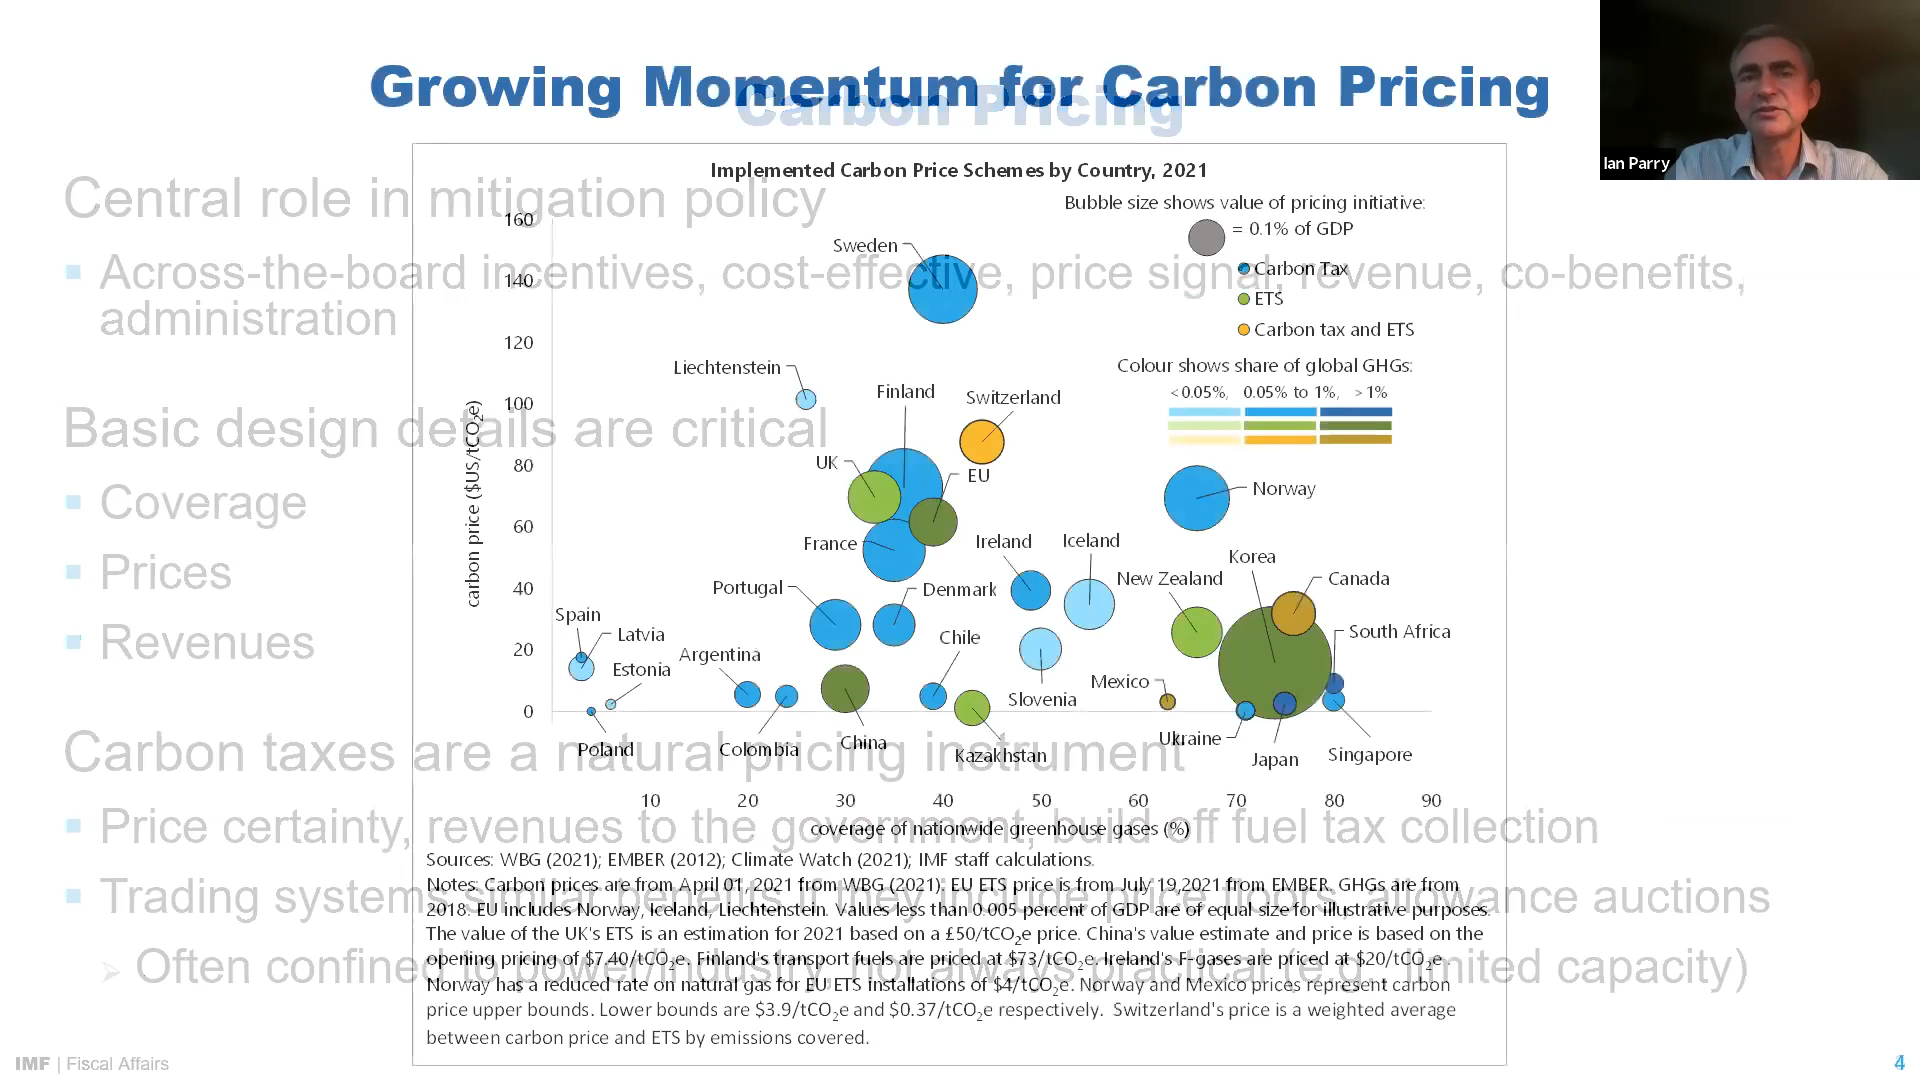 Growing Momentum for Carbon Pricing
Carbon Pricing
Ian Parry
Central role in mitigation policy
Across-the-board incentives, cost-effective, price signal, revenue, co-benefits,
administration
Basic design details are critical
Coverage
Prices
Revenues
Carbon taxes are a natural pricing instrument
Price certainty, revenues to the government, build off fuel tax collection
Trading systems similar benefits if they include price floors, allowance auctions
Often confined to power/industry, not always practical (e.g., limited capacity)
Implemented Carbon Price Schemes by Country, 2021
Bubble size shows value of pricing initiative:
= 0.1% of GDP
Carbon Tax
ETS
Carbon tax and ETS
Colour shows share of global GHGs:
<0.05%, 0.05% to 1%, >1%
carbon price ($US/tCO2e)
160
140
120
100
80
60
40
20
0
Sweden
Liechtenstein
Finland
Switzerland
UK
EU
Norway
France
Ireland
Iceland
Korea
New Zealand
Canada
Portugal
Denmark
Spain
Latvia
Chile
South Africa
Argentina
Estonia
Mexico
Slovenia
Poland
Colombia
China
Kazakhstan
Ukraine
Japan
Singapore
10 20 30 40 50 60 70 80 90
coverage of nationwide greenhouse gases (%)
Sources: WBG (2021); EMBER (2012); Climate Watch (2021); IMF staff calculations.
Notes: Carbon prices are from April 01, 2021 from WBG (2021). EU ETS price is from July 19,2021 from EMBER. GHGs are from
2018. EU includes Norway, Iceland, Liechtenstein. Values less than 0.005 percent of GDP are of equal size for illustrative purposes.
The value of the UK's ETS is an estimation for 2021 based on a £50/tCO2e price. China's value estimate and price is based on the
opening pricing of $7.40/tCO2e. Finland's transport fuels are priced at $73/tCO2e. Ireland's F-gases are priced at $20/tCO2e.
Norway has a reduced rate on natural gas for EU ETS installations of $4/tCO2e. Norway and Mexico prices represent carbon
price upper bounds. Lower bounds are $3.9/tCO2e and $0.37/tCO2e respectively. Switzerland's price is a weighted average
between carbon price and ETS by emissions covered.
IMF | Fiscal Affairs
4